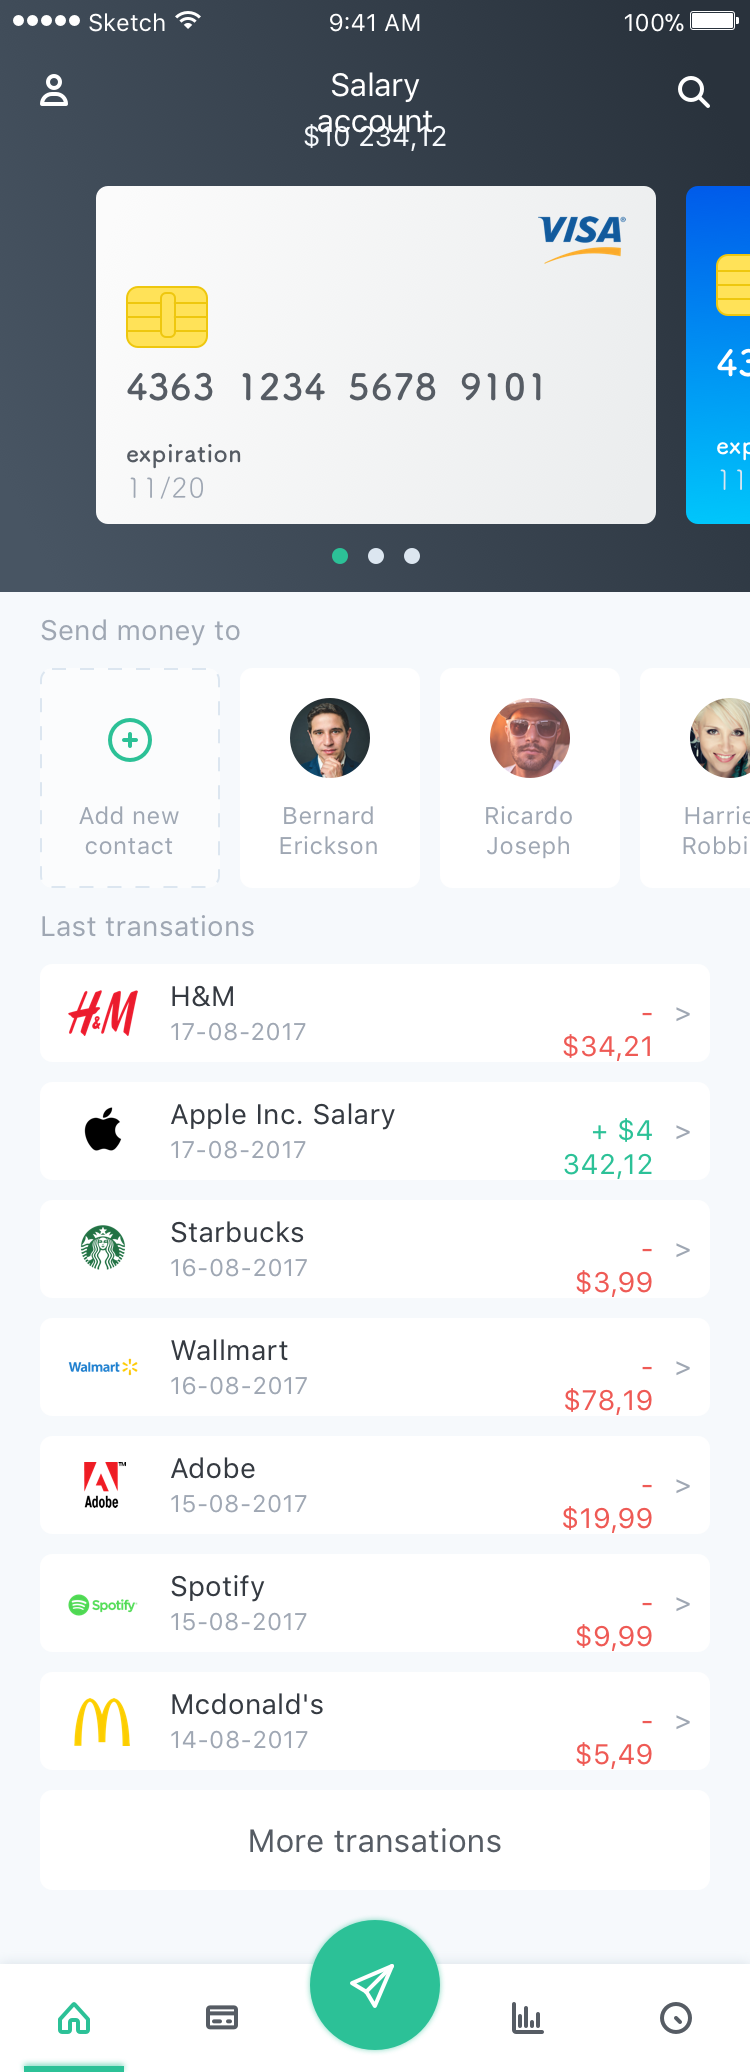 Sketch 9:41 AM 100%
Salary
account
$10 234,12
VISA
4363 1234 5678 9101
43
expiration
exp
11/20
11
Send money to
Add new
contact
Bernard
Erickson
Ricardo
Joseph
Harrie
Robbi
Last transations
H&M
H&M
17-08-2017
-
$34,21
>
Apple Inc. Salary
17-08-2017
+ $4
342,12
>
Starbucks
16-08-2017
-
$3,99
>
Walmart
Wallmart
16-08-2017
-
$78,19
>
Adobe
Adobe
15-08-2017
-
$19,99
>
Spotify
Spotify
15-08-2017
-
$9,99
>
Mcdonald's
14-08-2017
-
$5,49
>
More transations